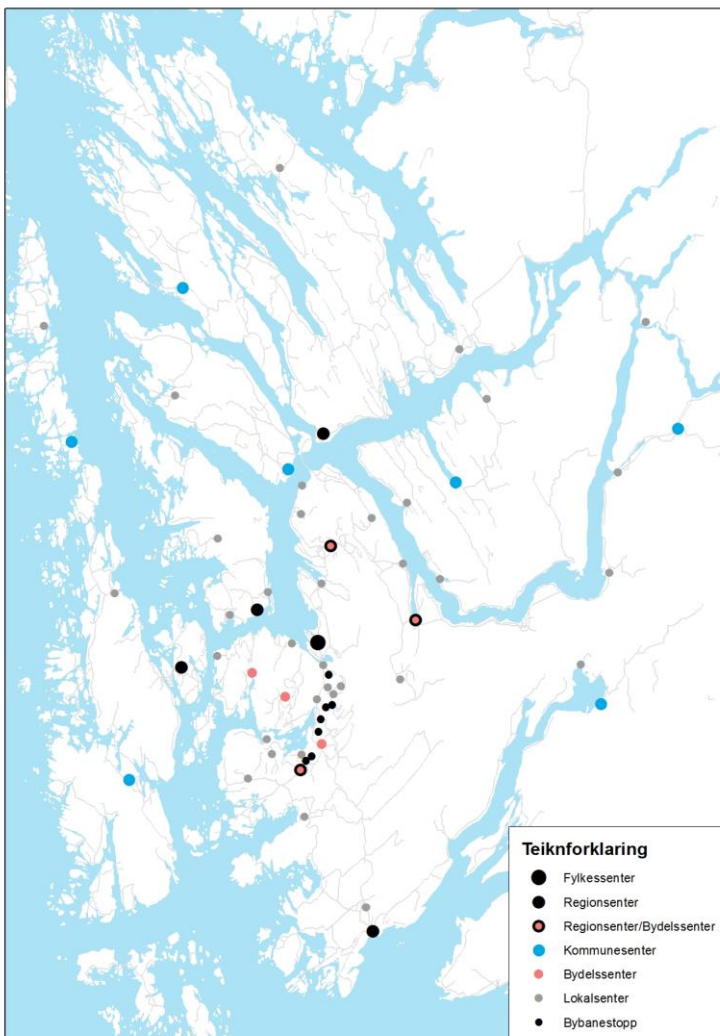 Teiknforklaring
Fylkessenter
Regionsenter
Regionsenter/Bydelssenter
Kommunesenter
Bydelssenter
Lokalsenter
Bybanestopp